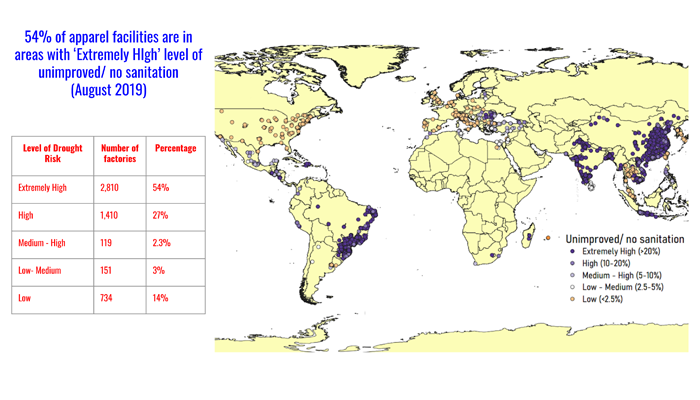 54% of apparel facilities are in
areas with ‘Extremely HIgh’ level of
unimproved/ no sanitation
(August 2019)
Level of Drought
Risk
Number of
factories
Percentage
Extremely High
2,810
54%
High
1,410
27%
Medium - High
119
2.3%
Low- Medium
151
3%
Low
734
14%
Unimproved/ no sanitation
Extremely High (>20%)
High (10-20%)
Medium - High (5-10%)
Low - Medium (2.5-5%)
Low (<2.5%)